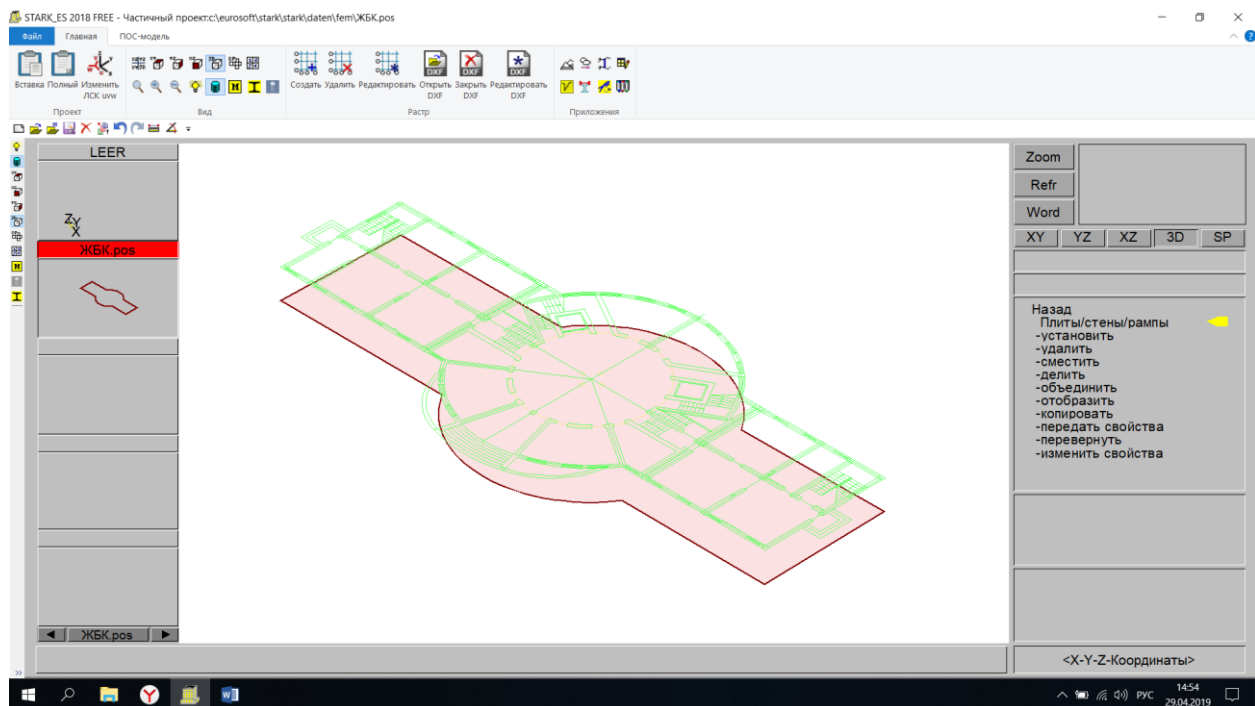 STARK_ES 2018 FREE - Частичный проект:c:\eurosoft\stark\stark\daten\fem\ЖБК.pos
Файл Главная ПОС-модель
Вставка Полный Изменить ЛСК uvw
Создать Удалить Редактировать Открыть DXF Закрыть DXF Редактировать DXF
Проект Вид Растр Приложения
LEER
Z Y
X
ЖБК.pos
ЖБК.pos
Zoom
Refr
Word
XY YZ XZ 3D SP
Назад
Плиты/стены/рампы
-установить
-удалить
-сместить
-делить
-объединить
-отобразить
-копировать
-передать свойства
-перевернуть
-изменить свойства
<X-Y-Z-Координаты>
РУС
14:54
29.04.2019